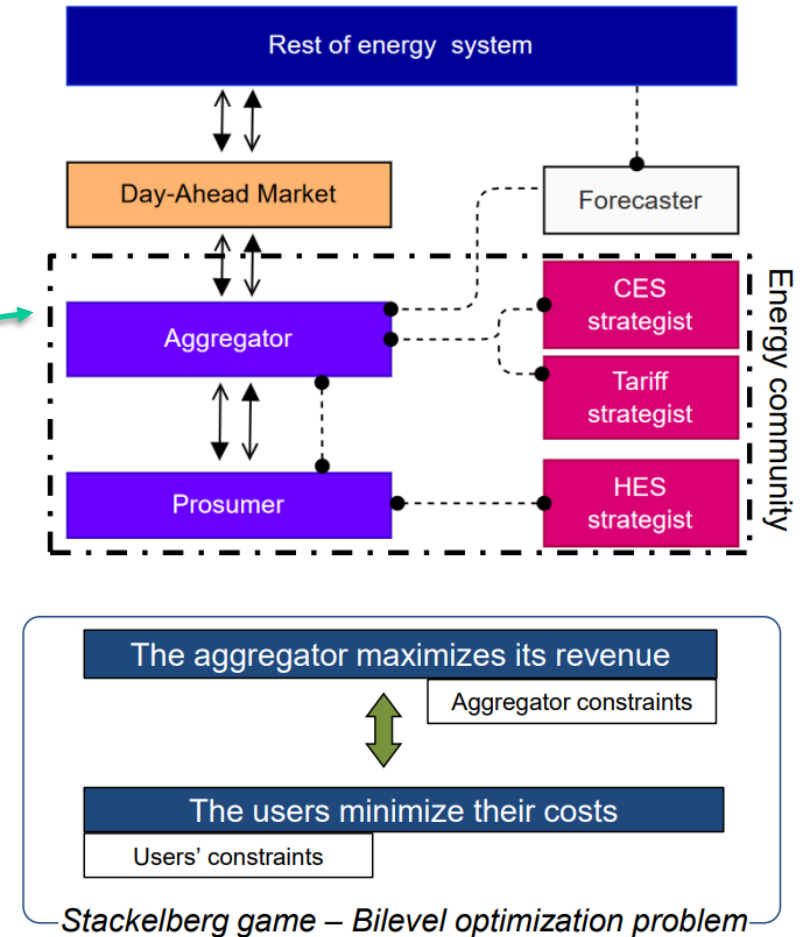 Rest of energy system
Day-Ahead Market
Forecaster
Energy community
Aggregator
CES
strategist
Tariff
strategist
Prosumer
HES
strategist
The aggregator maximizes its revenue
Aggregator constraints
The users minimize their costs
Users' constraints
Stackelberg game – Bilevel optimization problem